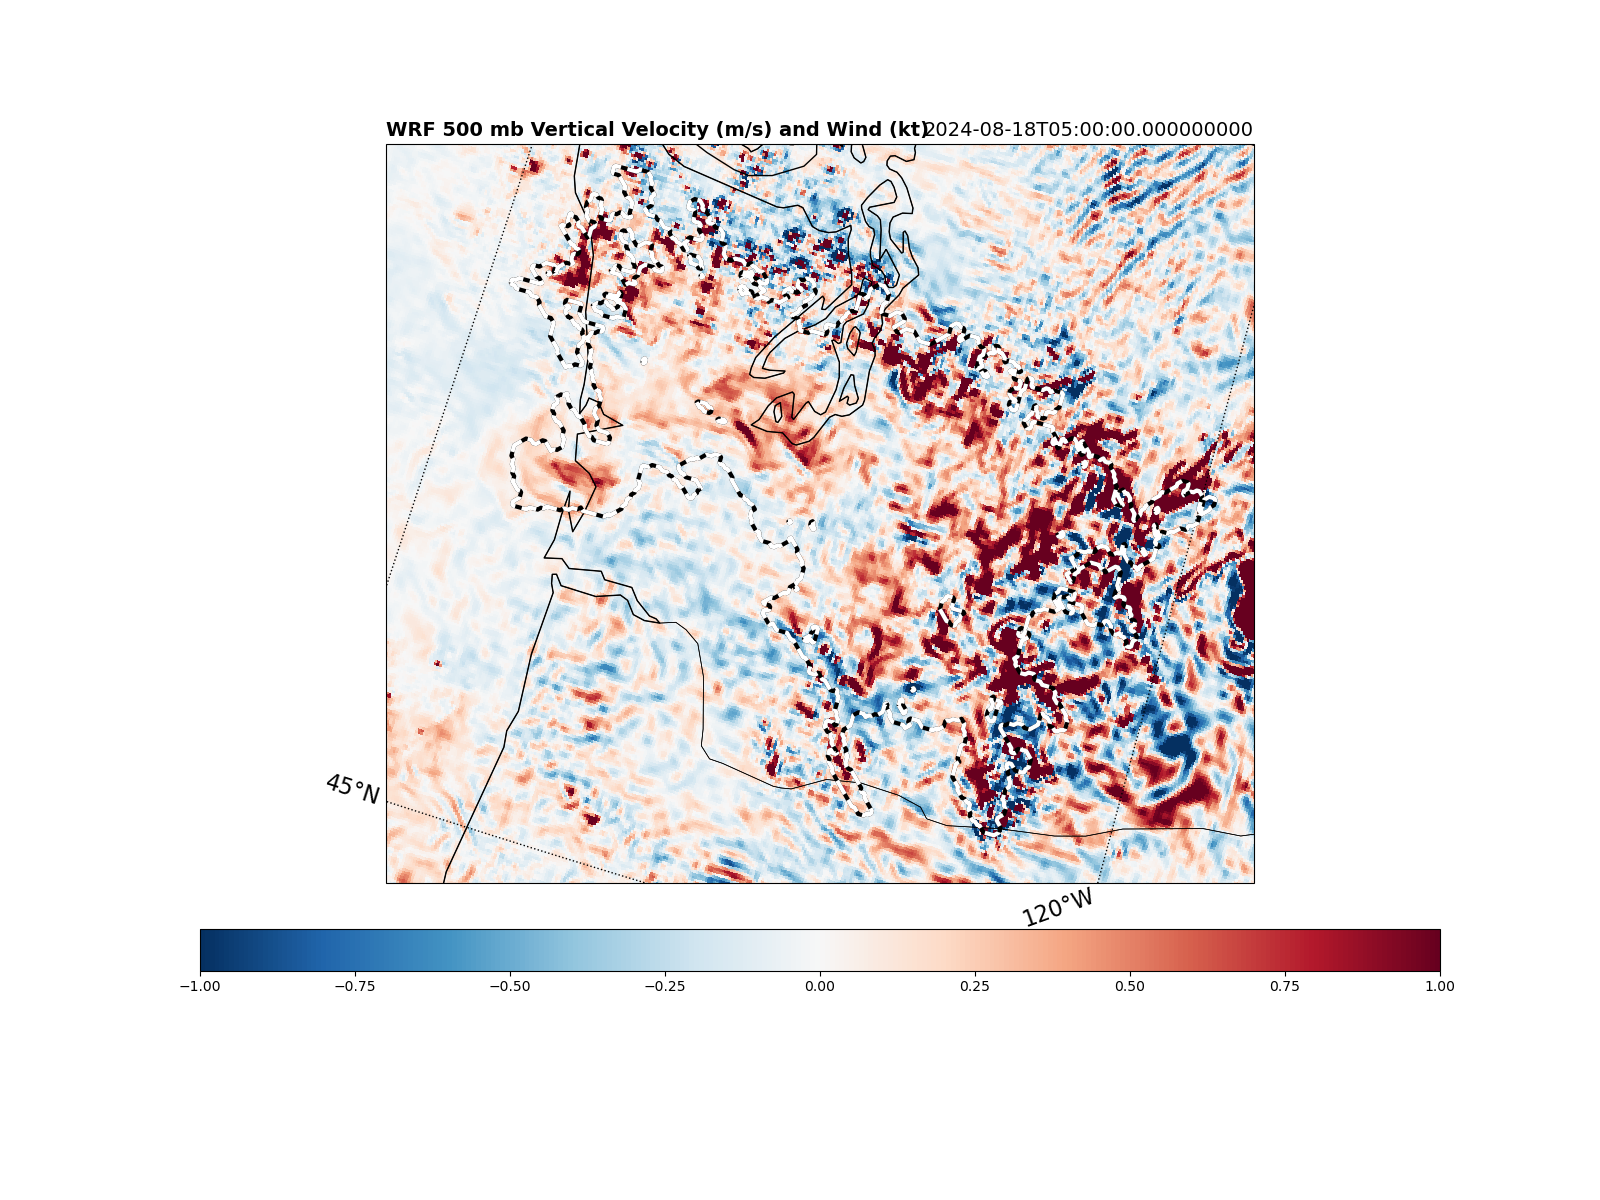 WRF 500 mb Vertical Velocity (m/s) and Wind (kt) 2024-08-18T05:00:00.000000000
45°N
120°W
−1.00 −0.75 −0.50 −0.25 0.00 0.25 0.50 0.75 1.00